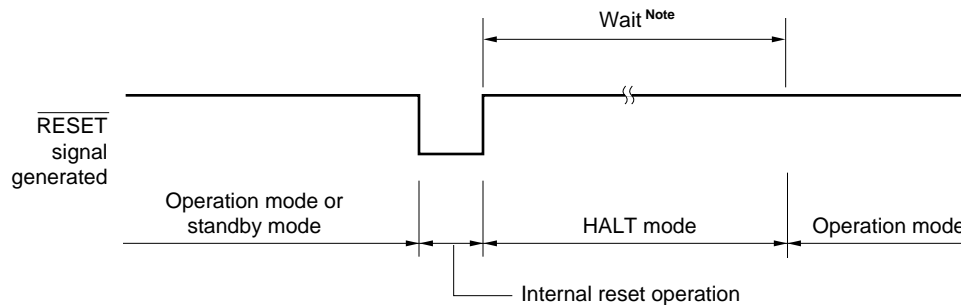 Wait Note
RESET
signal
generated
Operation mode or
standby mode
HALT mode
Operation mode
Internal reset operation